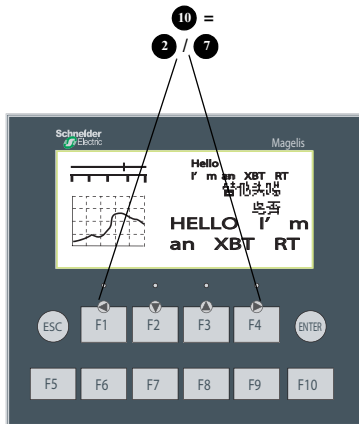 10 =
2 / 7
Schneider
Electric
Magelis
Hello
I' m an XBT RT
HELLO I' m
an XBT RT
ESC
F1
F2
F3
F4
ENTER
F5
F6
F7
F8
F9
F10